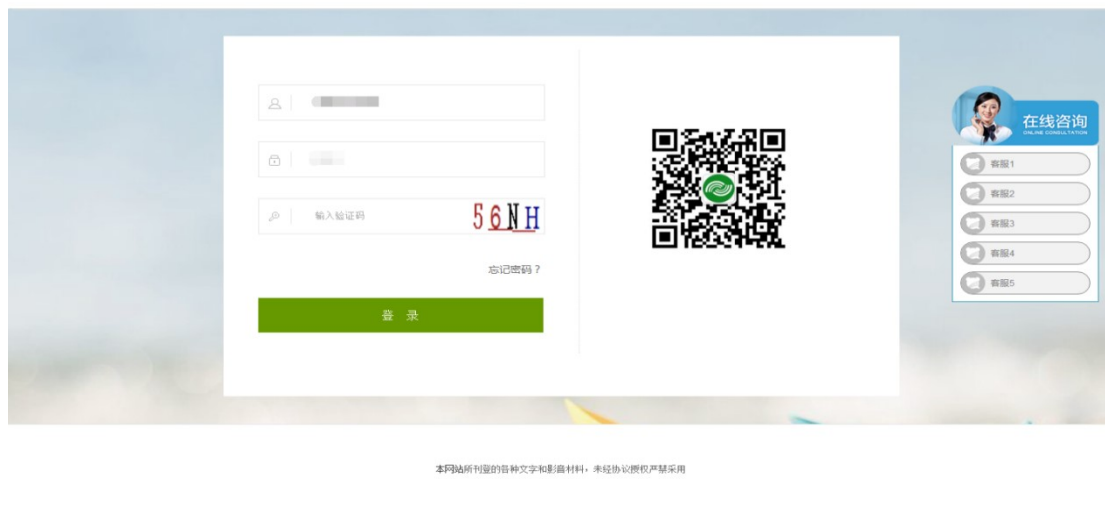 输入验证码
56NH
忘记密码?
登 录
在线咨询
ONLINE CONSULTATION
客服1
客服2
客服3
客服4
客服5
本网站所刊登的各种文字和影音材料，未经协议授权严禁采用